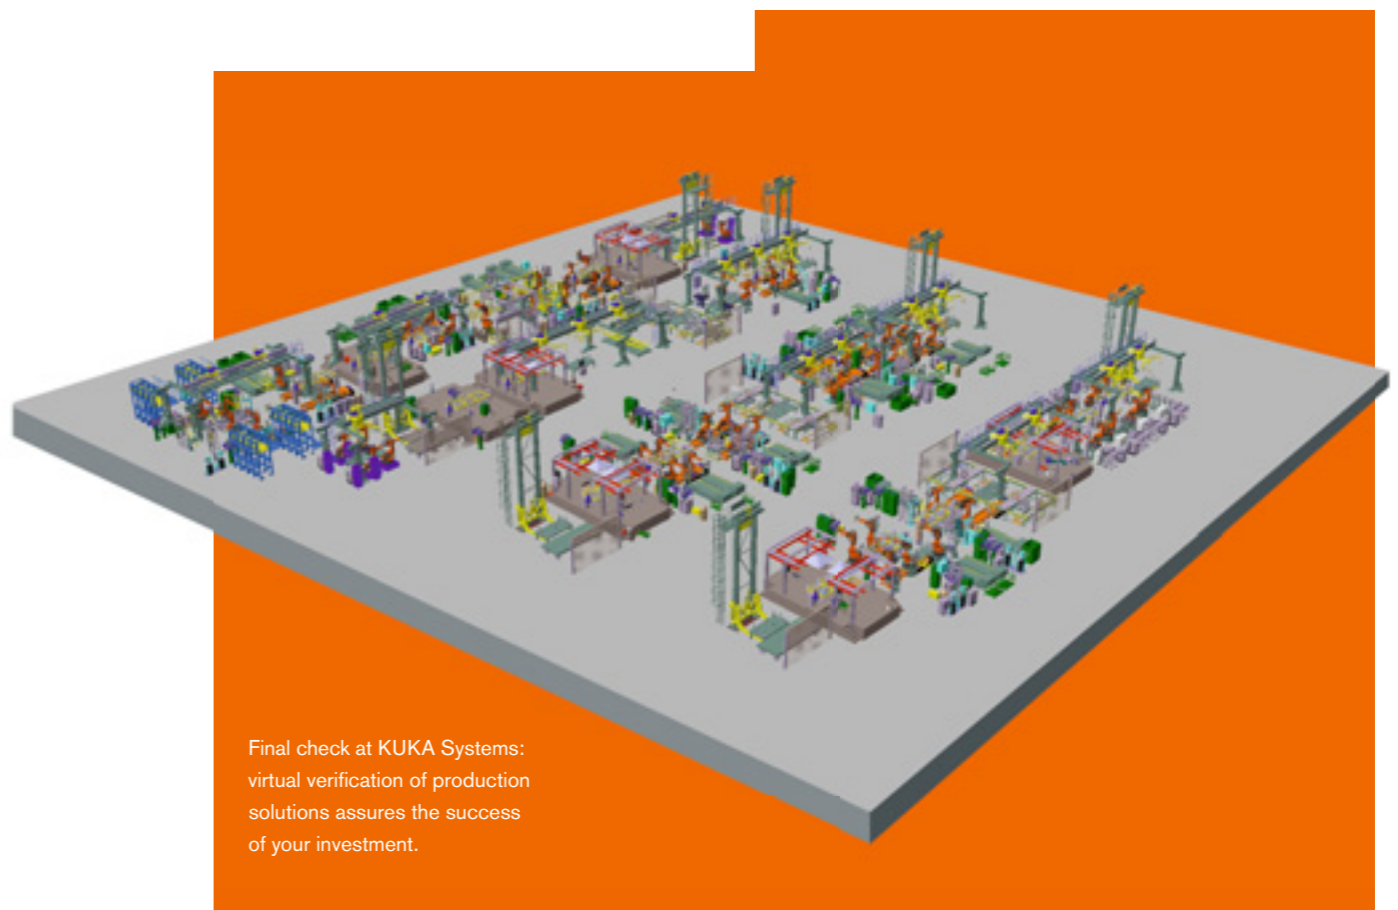 Final check at KUKA Systems:
virtual verification of production
solutions assures the success
of your investment.